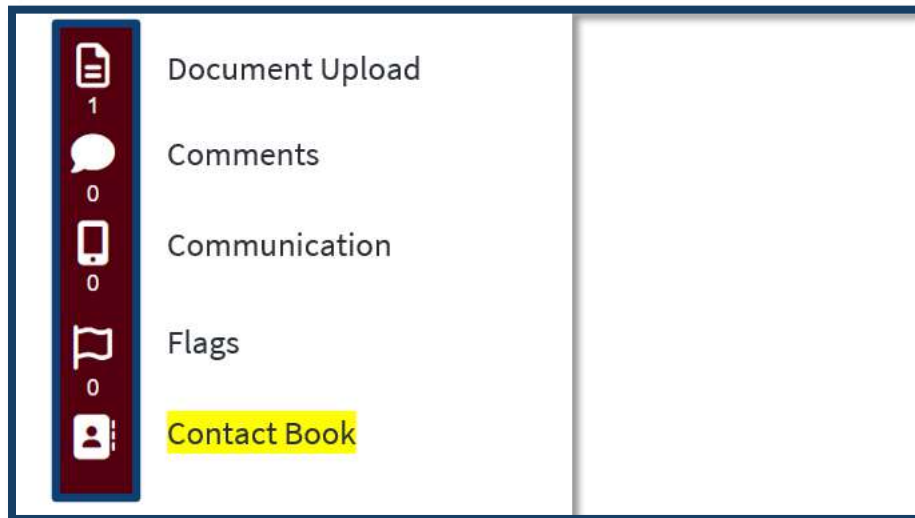 Document Upload
1
Comments
0
Communication
0
Flags
0
Contact Book